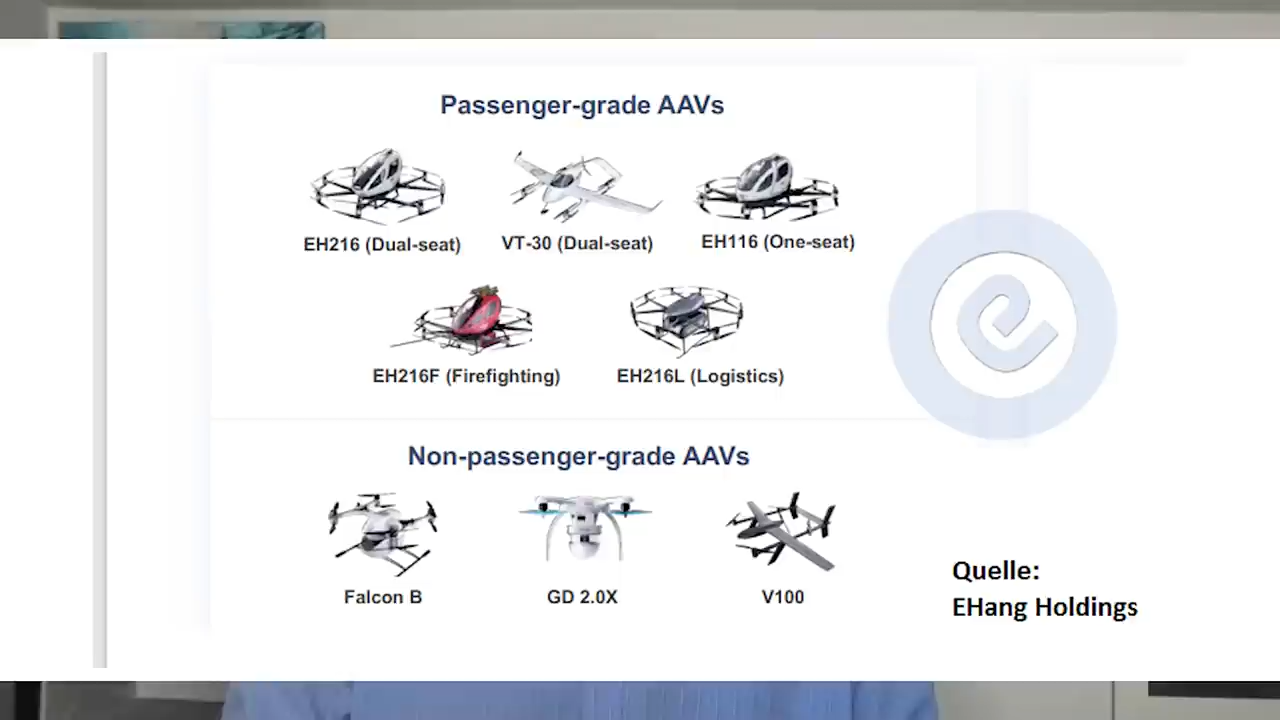 Passenger-grade AAVs
EH216 (Dual-seat)
VT-30 (Dual-seat)
EH116 (One-seat)
EH216F (Firefighting)
EH216L (Logistics)
Non-passenger-grade AAVs
Falcon B
GD 2.0X
V100
Quelle:
EHang Holdings